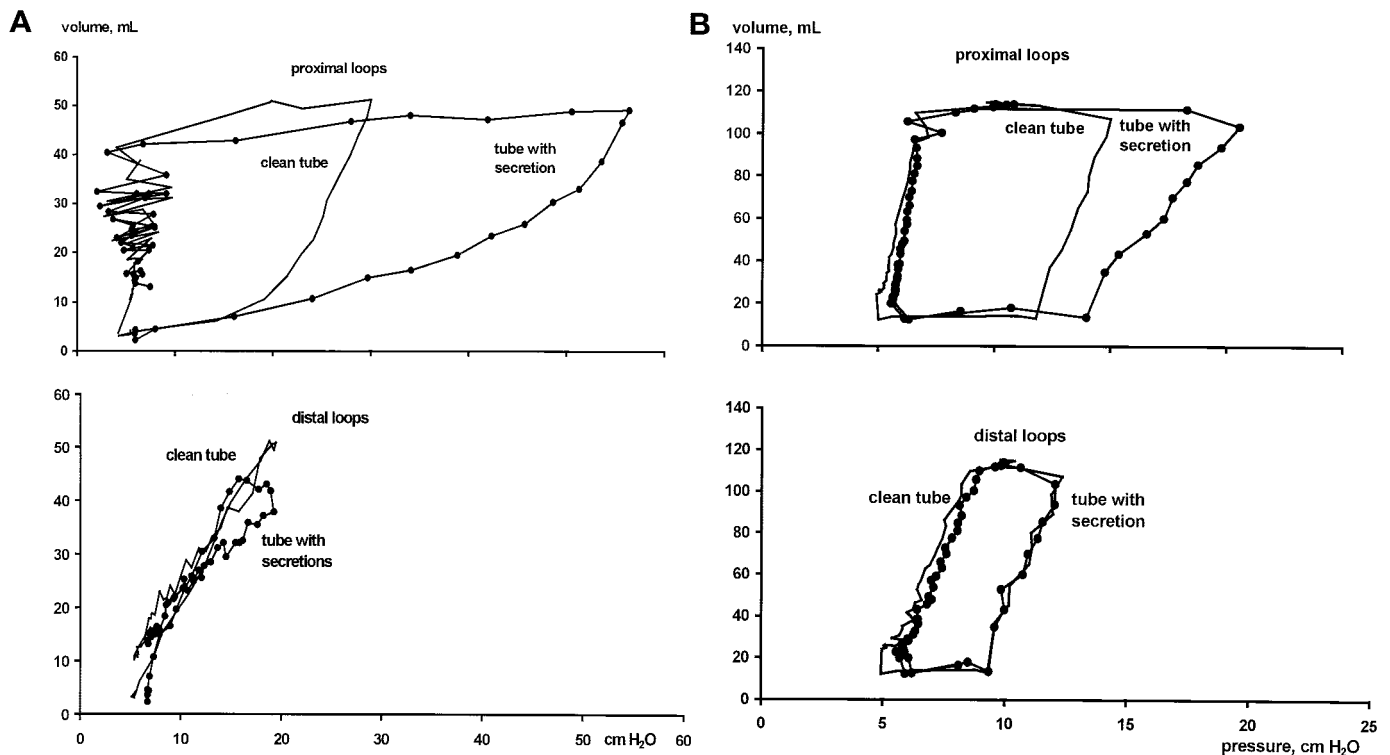 A
volume, mL
60
50
40
30
20
10
0
proximal loops
clean tube
tube with
secretion
B
volume, mL
140
120
100
80
60
40
20
0
proximal loops
clean tube
tube with
secretion
60
50
40
30
20
10
0
distal loops
clean tube
tube with
secretions
0 10 20 30 40 50 cm H2O 60
140
120
100
80
60
40
20
0
distal loops
clean tube
tube with
secretion
0 5 10 15 20 25
pressure, cm H2O